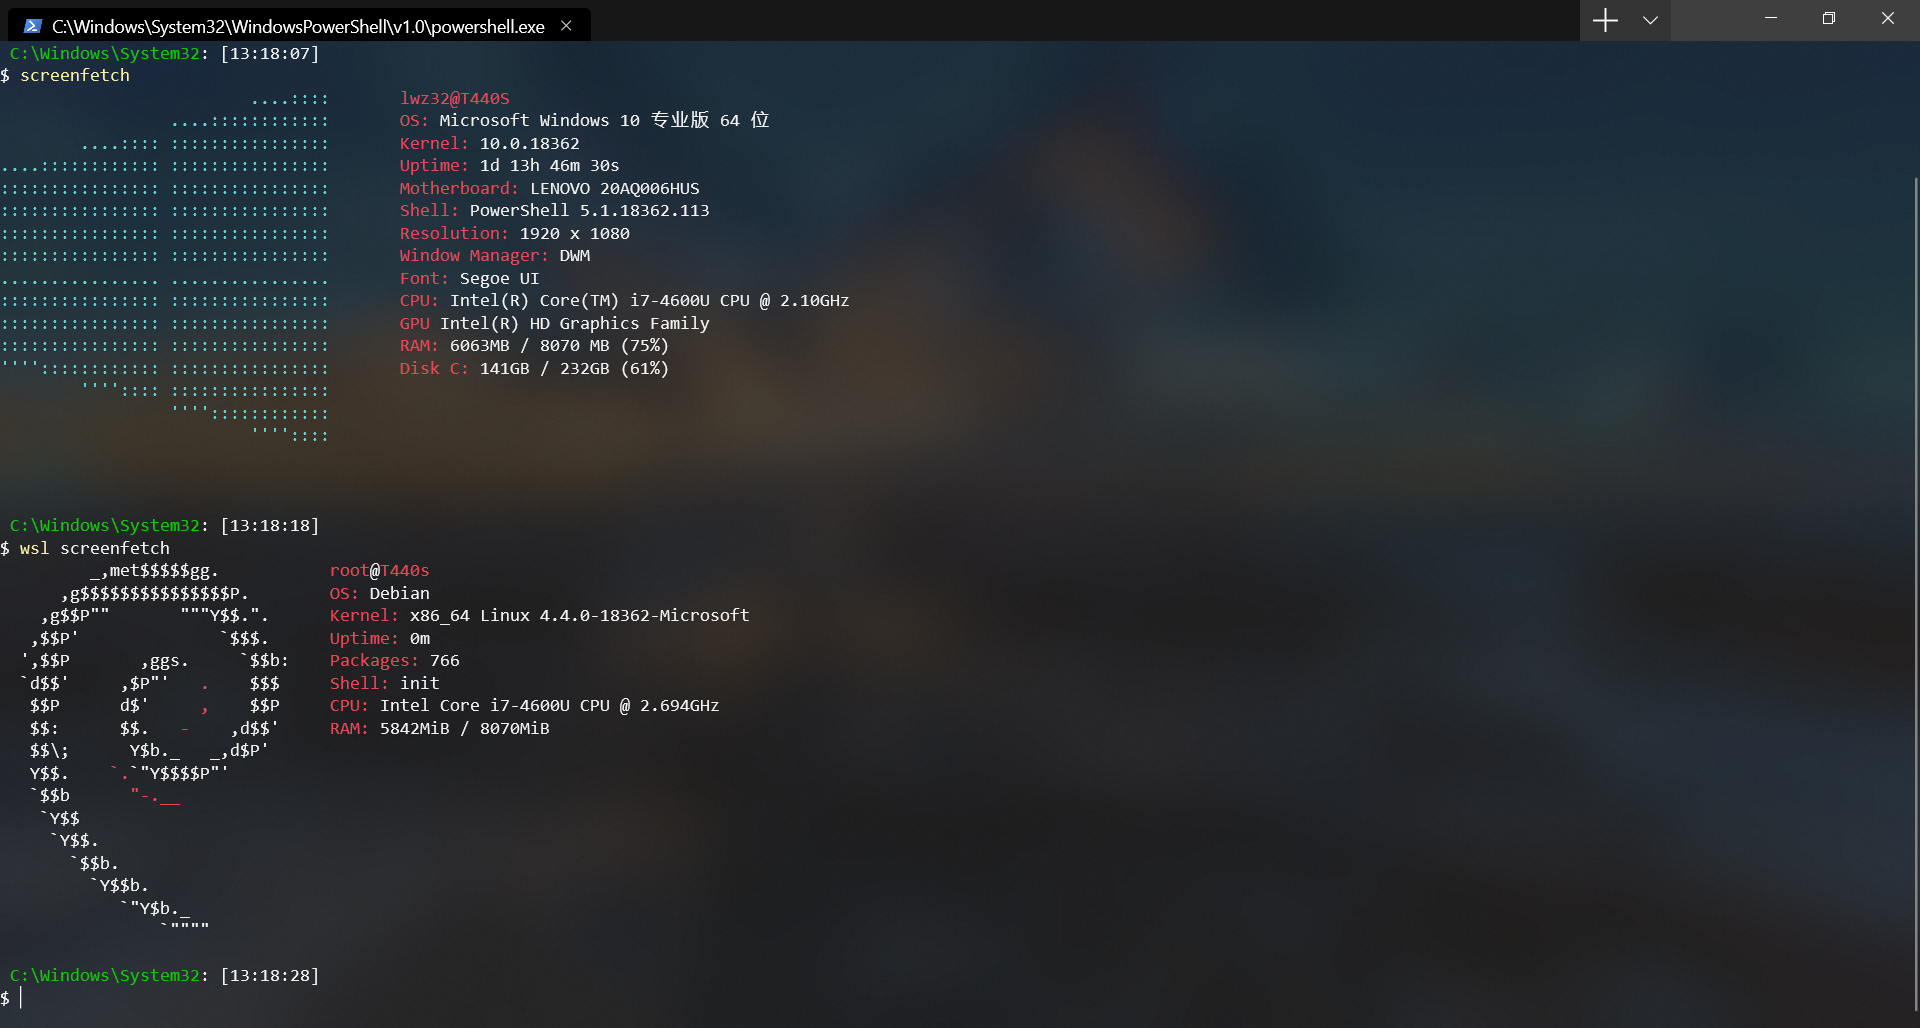 C:\Windows\System32\WindowsPowerShell\v1.0\powershell.exe
C:\Windows\System32: [13:18:07]
$ screenfetch
lwz32@T440S
OS: Microsoft Windows 10 专业版 64 位
Kernel: 10.0.18362
Uptime: 1d 13h 46m 30s
Motherboard: LENOVO 20AQ006HUS
Shell: PowerShell 5.1.18362.113
Resolution: 1920 x 1080
Window Manager: DWM
Font: Segoe UI
CPU: Intel(R) Core(TM) i7-4600U CPU @ 2.10GHz
GPU Intel(R) HD Graphics Family
RAM: 6063MB / 8070 MB (75%)
Disk C: 141GB / 232GB (61%)
C:\Windows\System32: [13:18:18]
$ wsl screenfetch
_,met$$$$$gg. root@T440s
,g$$$$$$$$$$$$$$$P. OS: Debian
,g$$P"" """Y$$.". Kernel: x86_64 Linux 4.4.0-18362-Microsoft
,$$P' `$$$. Uptime: 0m
',$$P ,ggs. `$$b: Packages: 766
`d$$' ,$P"' . $$$ Shell: init
$$P d$' , $$P CPU: Intel Core i7-4600U CPU @ 2.694GHz
$$: $$. - ,d$$' RAM: 5842MiB / 8070MiB
$$\; Y$b._ _,d$P'
Y$$. `.`"Y$$$$P"'
`$$b "-.__
`Y$$
`Y$$.
`$$b.
`Y$$b.
`"Y$b._
`""""
C:\Windows\System32: [13:18:28]
$